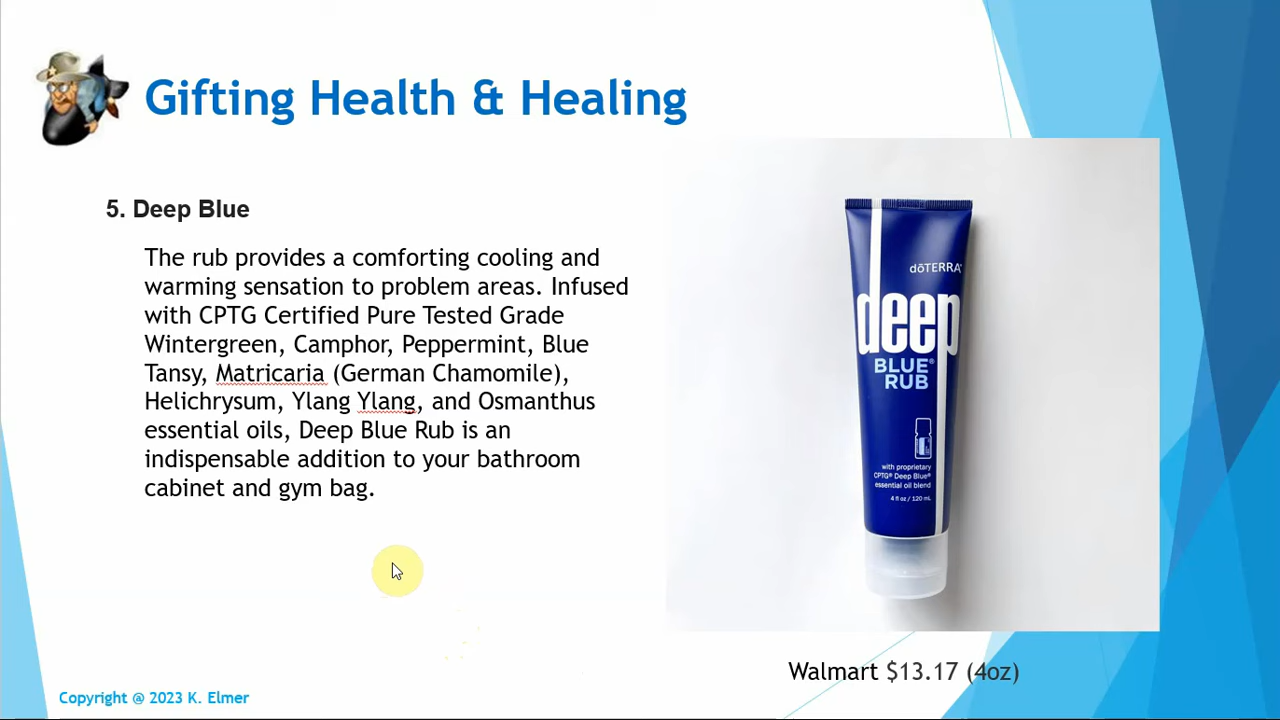 Gifting Health & Healing
5. Deep Blue
The rub provides a comforting cooling and
warming sensation to problem areas. Infused
with CPTG Certified Pure Tested Grade
Wintergreen, Camphor, Peppermint, Blue
Tansy, Matricaria (German Chamomile),
Helichrysum, Ylang Ylang, and Osmanthus
essential oils, Deep Blue Rub is an
indispensable addition to your bathroom
cabinet and gym bag.
dōTERRA
deep
BLUE®
RUB
with proprietary
CPTG® Deep Blue®
essential oil blend
4 fl oz / 120 mL
Walmart $13.17 (4oz)
Copyright @ 2023 K. Elmer